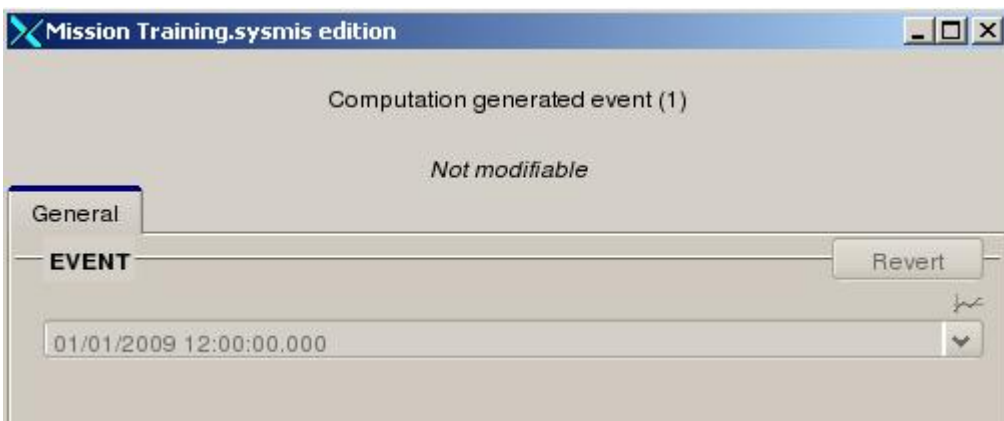 Mission Training.sysmis edition
Computation generated event (1)
Not modifiable
General
EVENT
Revert
01/01/2009 12:00:00.000